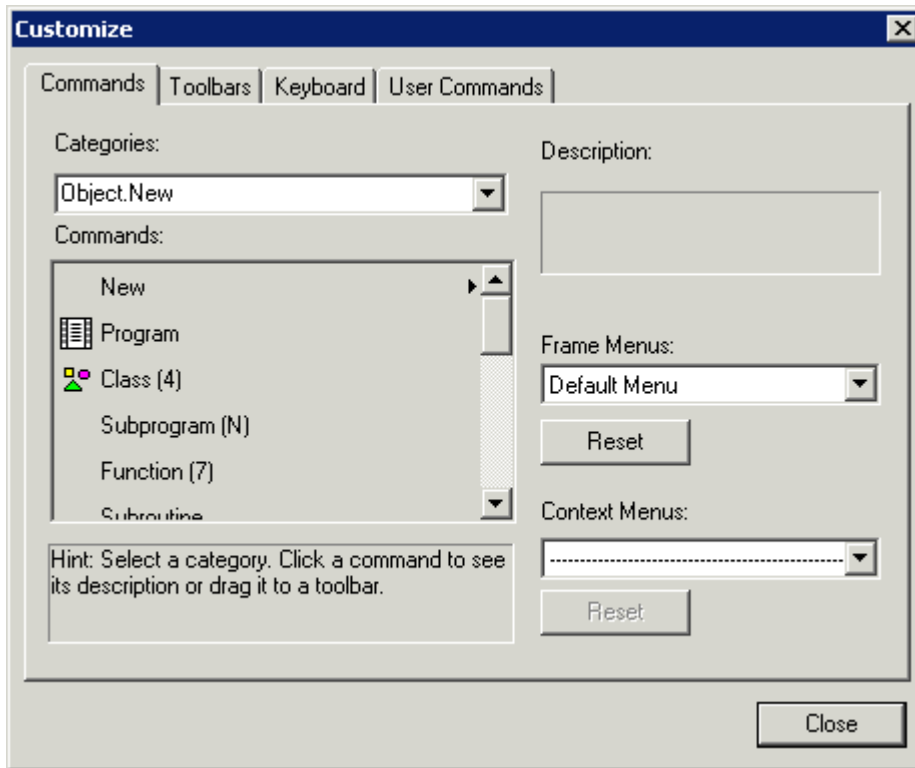 Customize
Commands
Toolbars
Keyboard
User Commands
Categories:
Object.New
Commands:
New
Program
Class (4)
Subprogram (N)
Function (7)
Subroutine
Hint: Select a category. Click a command to see
its description or drag it to a toolbar.
Description:
Frame Menus:
Default Menu
Reset
Context Menus:
Reset
Close